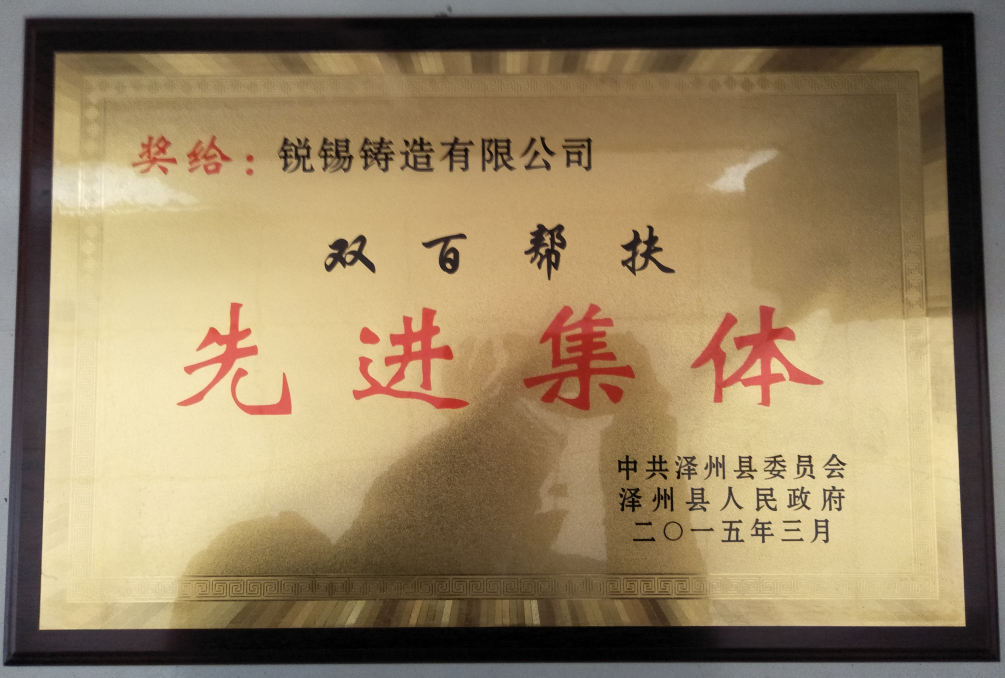 奖给：锐锡铸造有限公司
双百帮扶
先进集体
中共泽州县委员会
泽州县人民政府
二〇一五年三月